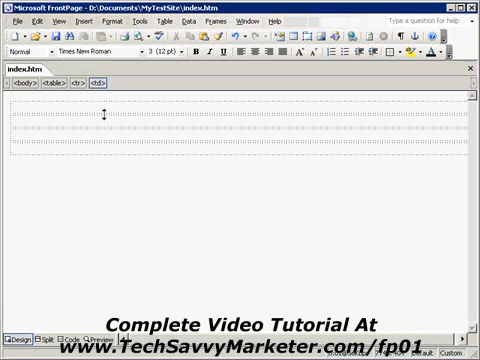 Microsoft FrontPage - D:\Documents\MyTestSite\index.htm
File Edit View Insert Format Tools Table Data Frames Window Help Type a question for help
Normal Times New Roman 3 (12 pt) B I U A A
index.htm
<body> <table> <tr> <td>
Design Split Code Preview
Default Custom
Complete Video Tutorial At
www.TechSavvyMarketer.com/fp01